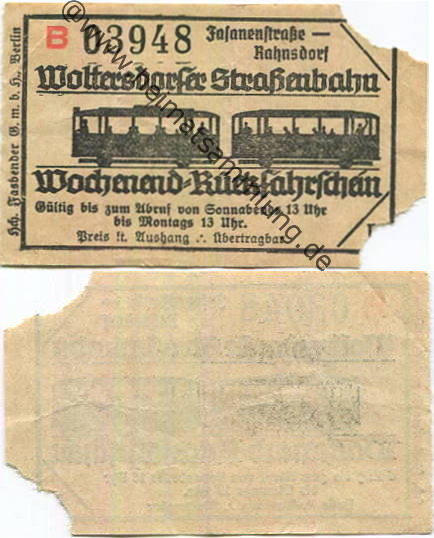 B 03948
Fasanenstraße —
Rahnsdorf
Woltersdorfer Straßenbahn
Wochenend-Rückfahrschein
Gültig bis zum Abruf von Sonnabends 13 Uhr
bis Montags 13 Uhr.
Preis lt. Aushang ∴ Übertragbar
Hch. Fasbender G. m. b. H., Berlin
©www.heimatsammlung.de